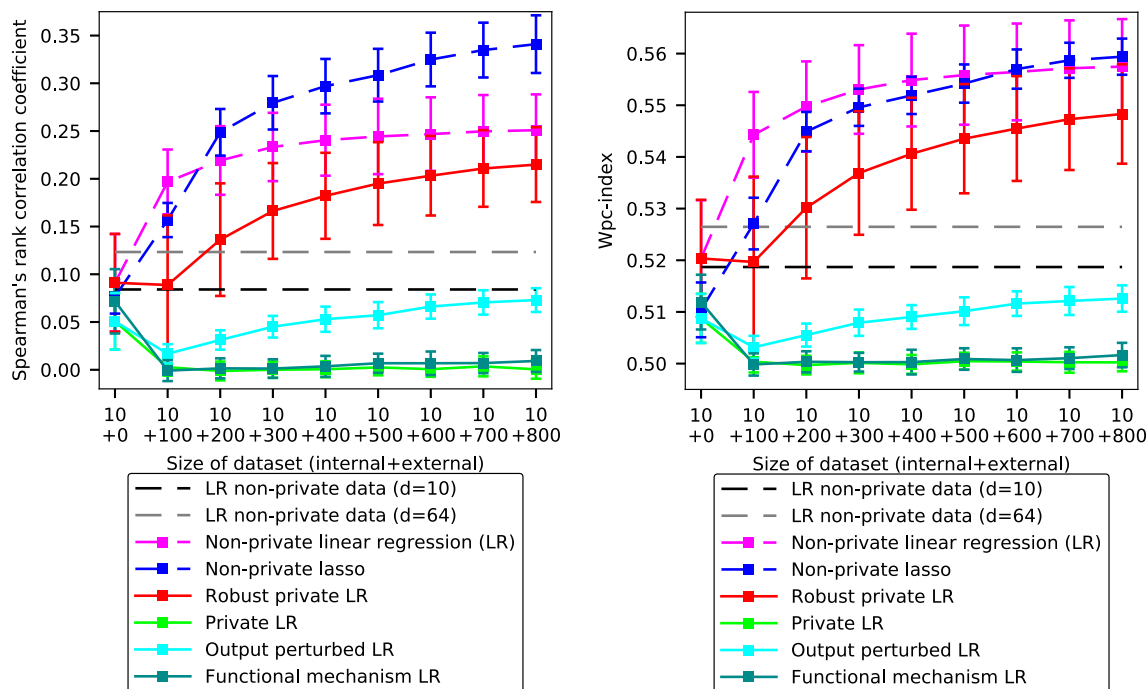 Spearman's rank correlation coefficient
0.35
0.30
0.25
0.20
0.15
0.10
0.05
0.00
10 10 10 10 10 10 10 10 10
+0 +100 +200 +300 +400 +500 +600 +700 +800
Size of dataset (internal+external)
LR non-private data (d=10)
LR non-private data (d=64)
Non-private linear regression (LR)
Non-private lasso
Robust private LR
Private LR
Output perturbed LR
Functional mechanism LR
Wpc-index
0.56
0.55
0.54
0.53
0.52
0.51
0.50
10 10 10 10 10 10 10 10 10
+0 +100 +200 +300 +400 +500 +600 +700 +800
Size of dataset (internal+external)
LR non-private data (d=10)
LR non-private data (d=64)
Non-private linear regression (LR)
Non-private lasso
Robust private LR
Private LR
Output perturbed LR
Functional mechanism LR